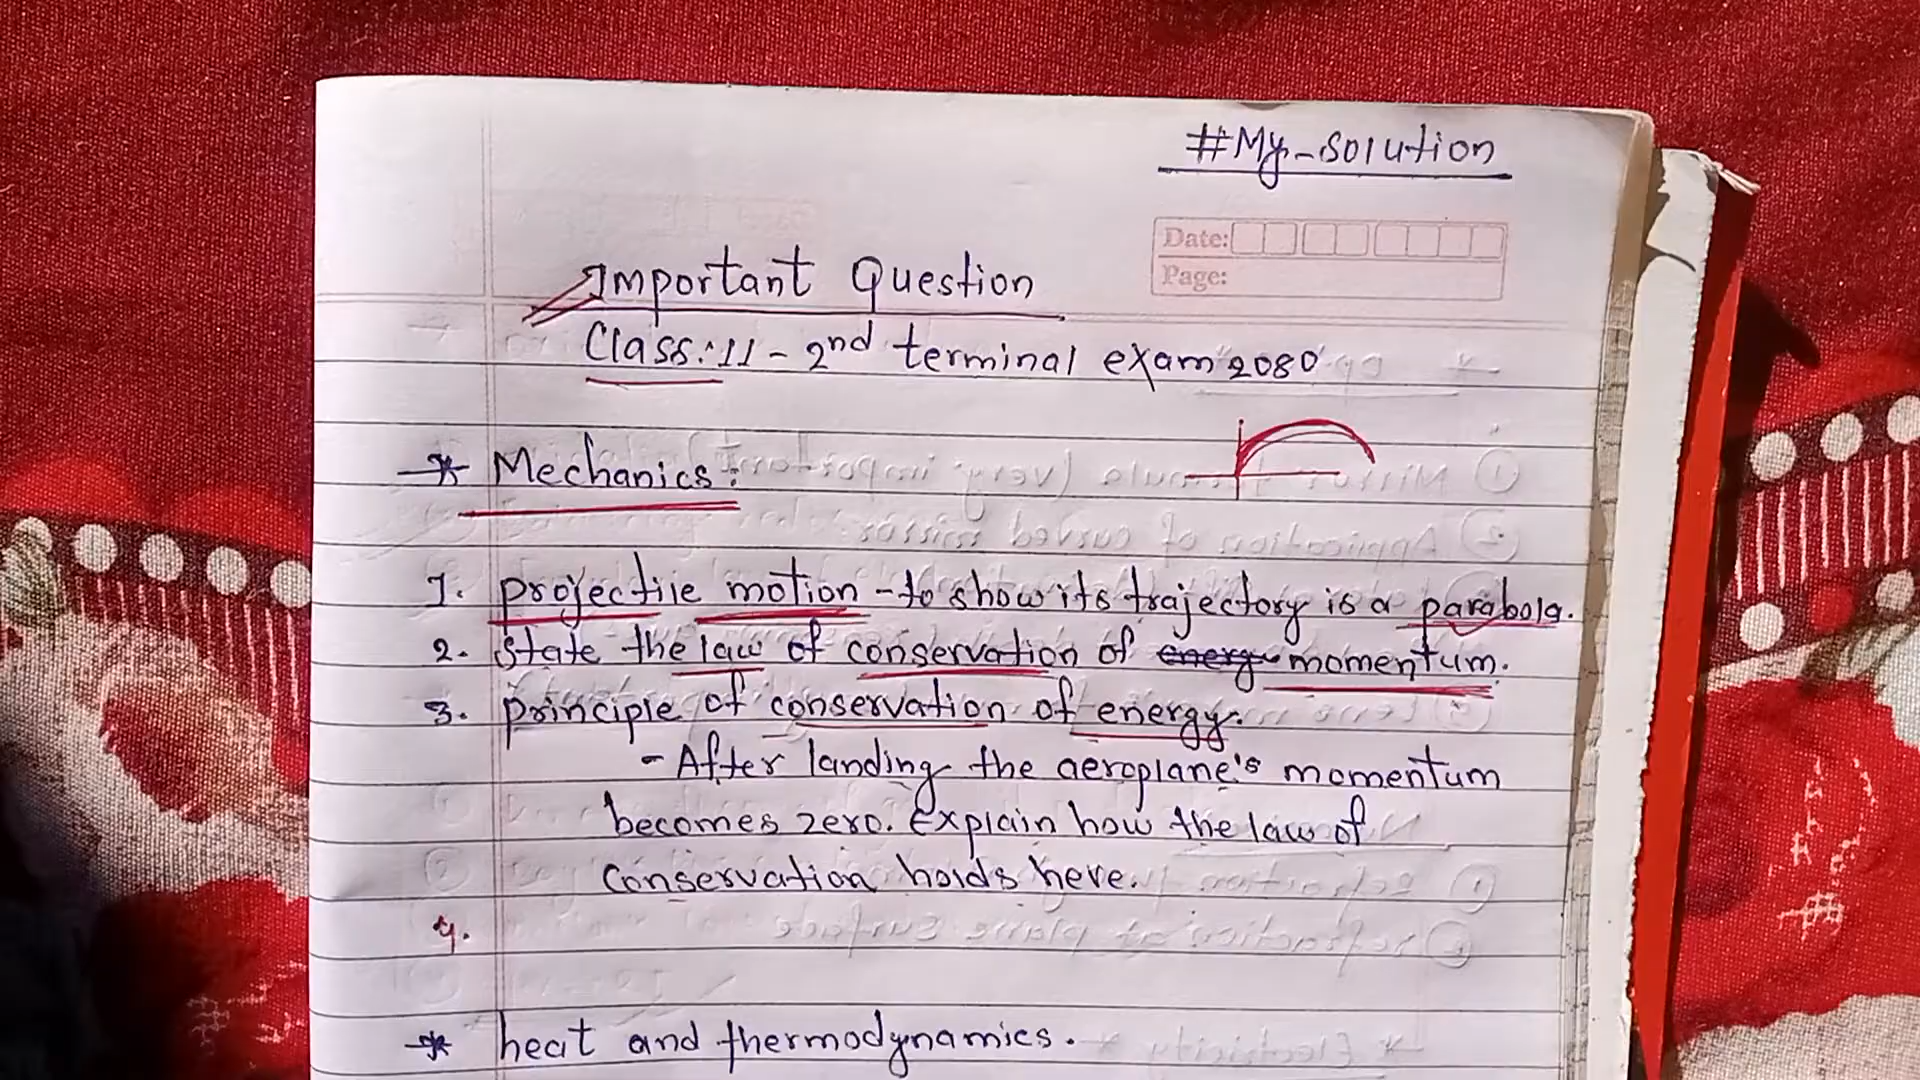 #My-solution
Date:
Page:
Important Question
Class:11 - 2nd terminal exam 2080
* Mechanics:
1. projectile motion - to show its trajectory is a parabola.
2. State the law of conservation of energy momentum.
3. principle of conservation of energy.
- After landing the aeroplane's momentum
becomes zero. Explain how the law of
conservation holds here.
4.
* heat and thermodynamics.